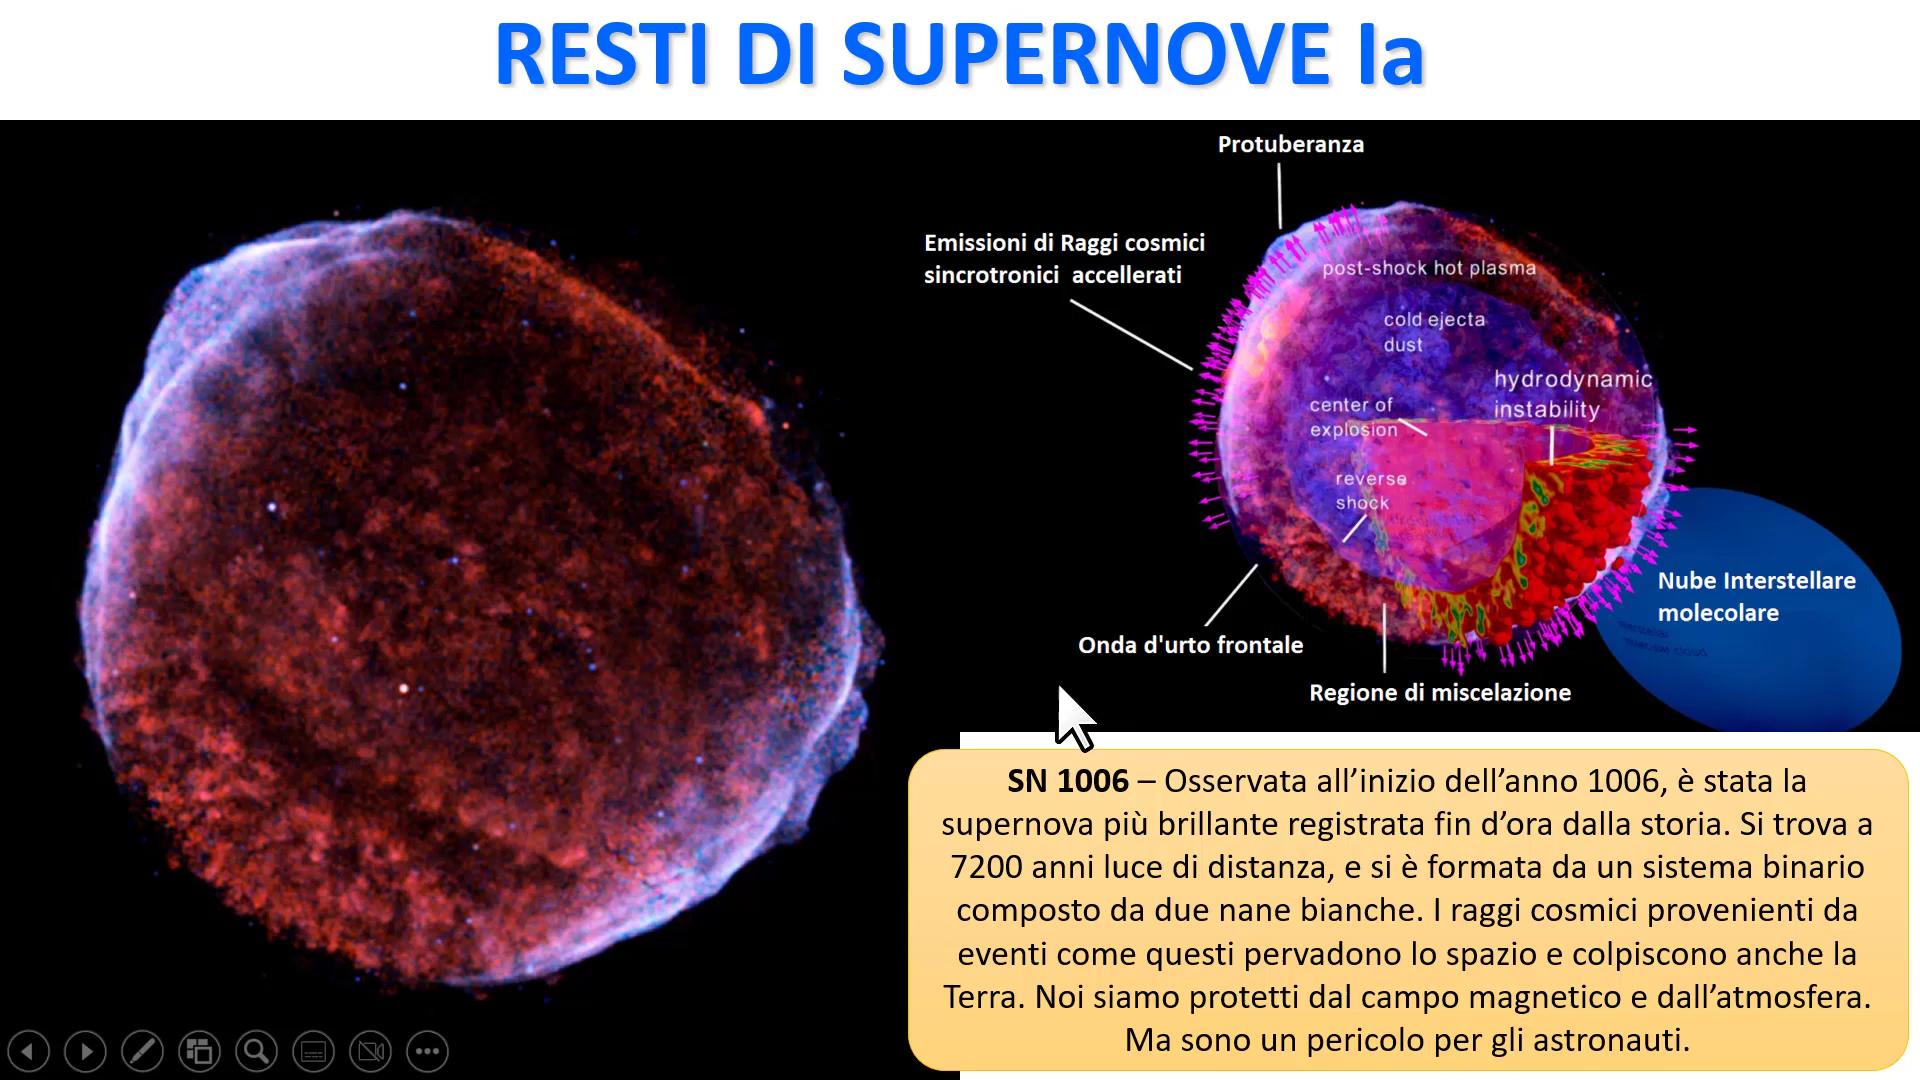 RESTI DI SUPERNOVE Ia
Protuberanza
Emissioni di Raggi cosmici
sincrotronici accellerati
post-shock hot plasma
cold ejecta
dust
hydrodynamic
instability
center of
explosion
reverse
shock
Nube Interstellare
molecolare
Onda d'urto frontale
Regione di miscelazione
SN 1006 – Osservata all’inizio dell’anno 1006, è stata la
supernova più brillante registrata fin d’ora dalla storia. Si trova a
7200 anni luce di distanza, e si è formata da un sistema binario
composto da due nane bianche. I raggi cosmici provenienti da
eventi come questi pervadono lo spazio e colpiscono anche la
Terra. Noi siamo protetti dal campo magnetico e dall’atmosfera.
Ma sono un pericolo per gli astronauti.